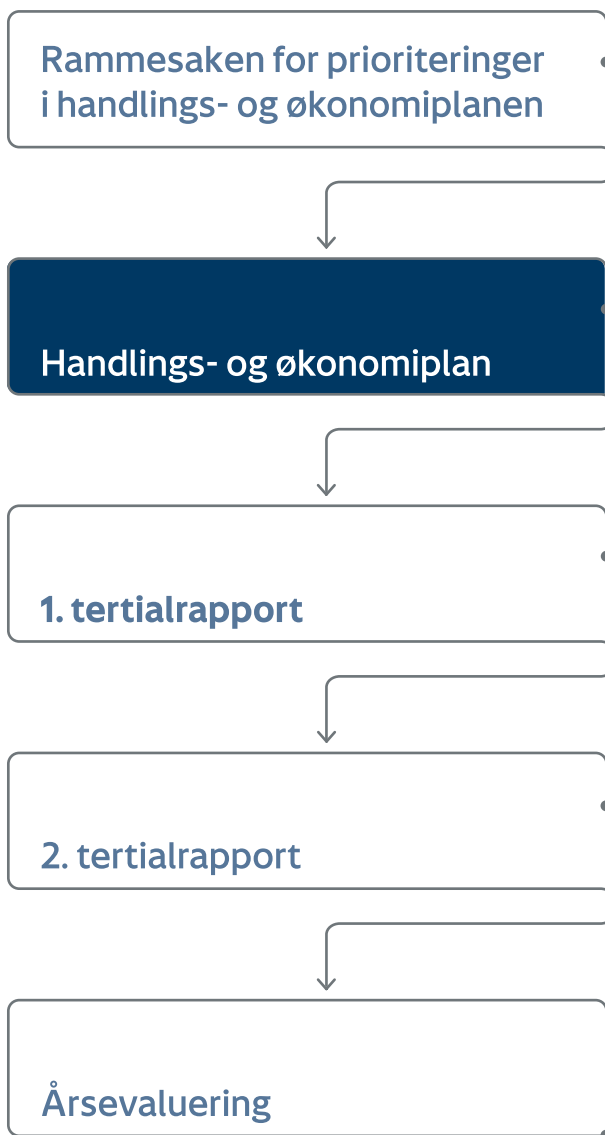 Rammesaken for prioriteringer
i handlings- og økonomiplanen
Handlings- og økonomiplan
1. tertialrapport
2. tertialrapport
Årsevaluering